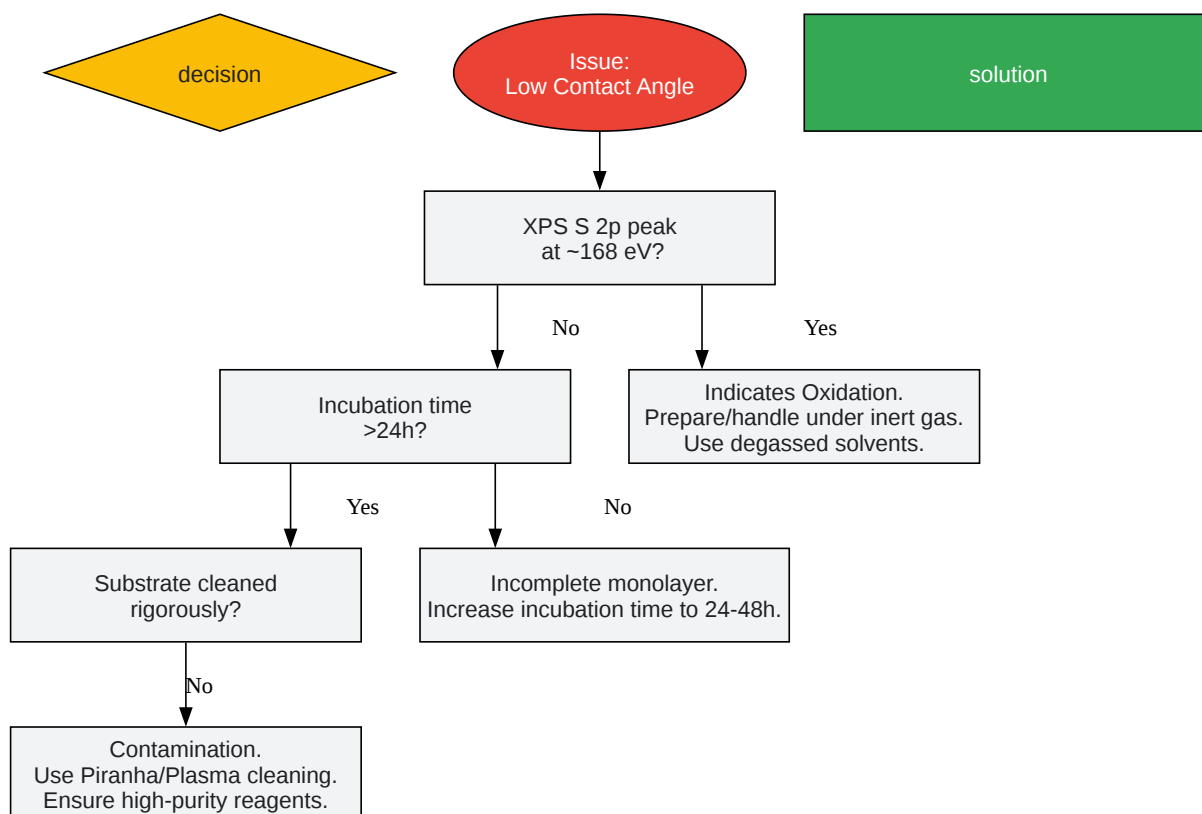 decision
Issue:
Low Contact Angle
solution
XPS S 2p peak
at ~168 eV?
No
Yes
Incubation time
>24h?
Indicates Oxidation.
Prepare/handle under inert gas.
Use degassed solvents.
Yes
No
Substrate cleaned
rigorously?
Incomplete monolayer.
Increase incubation time to 24-48h.
No
Contamination.
Use Piranha/Plasma cleaning.
Ensure high-purity reagents.